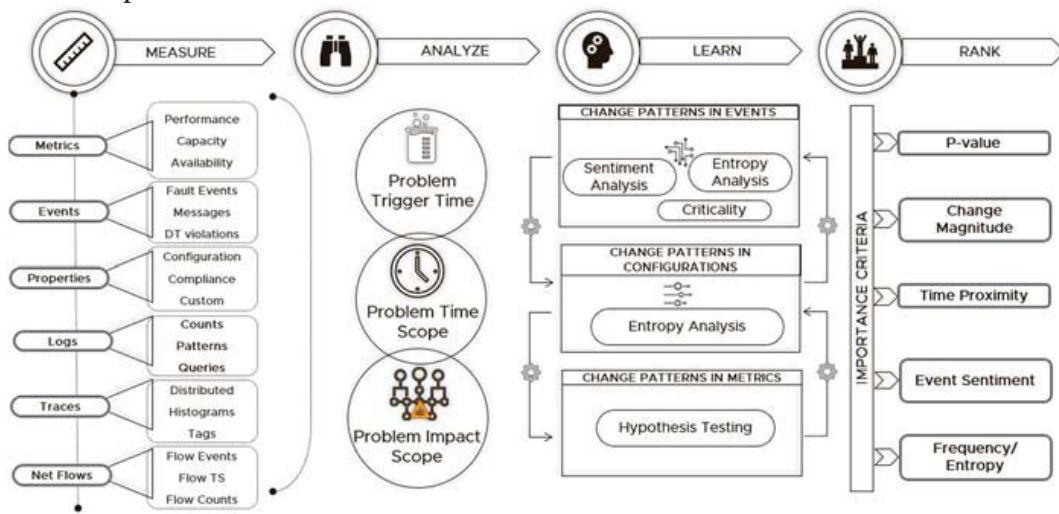 MEASURE
ANALYZE
LEARN
RANK
Metrics
Performance
Capacity
Availability
Events
Fault Events
Messages
DT violations
Properties
Configuration
Compliance
Custom
Logs
Counts
Patterns
Queries
Traces
Distributed
Histograms
Tags
Net Flows
Flow Events
Flow TS
Flow Counts
Problem
Trigger Time
Problem Time
Scope
Problem Impact
Scope
CHANGE PATTERNS IN EVENTS
Sentiment
Analysis
Entropy
Analysis
Criticality
CHANGE PATTERNS IN
CONFIGURATIONS
Entropy Analysis
CHANGE PATTERNS IN METRICS
Hypothesis Testing
IMPORTANCE CRITERIA
P-value
Change
Magnitude
Time Proximity
Event Sentiment
Frequency/
Entropy